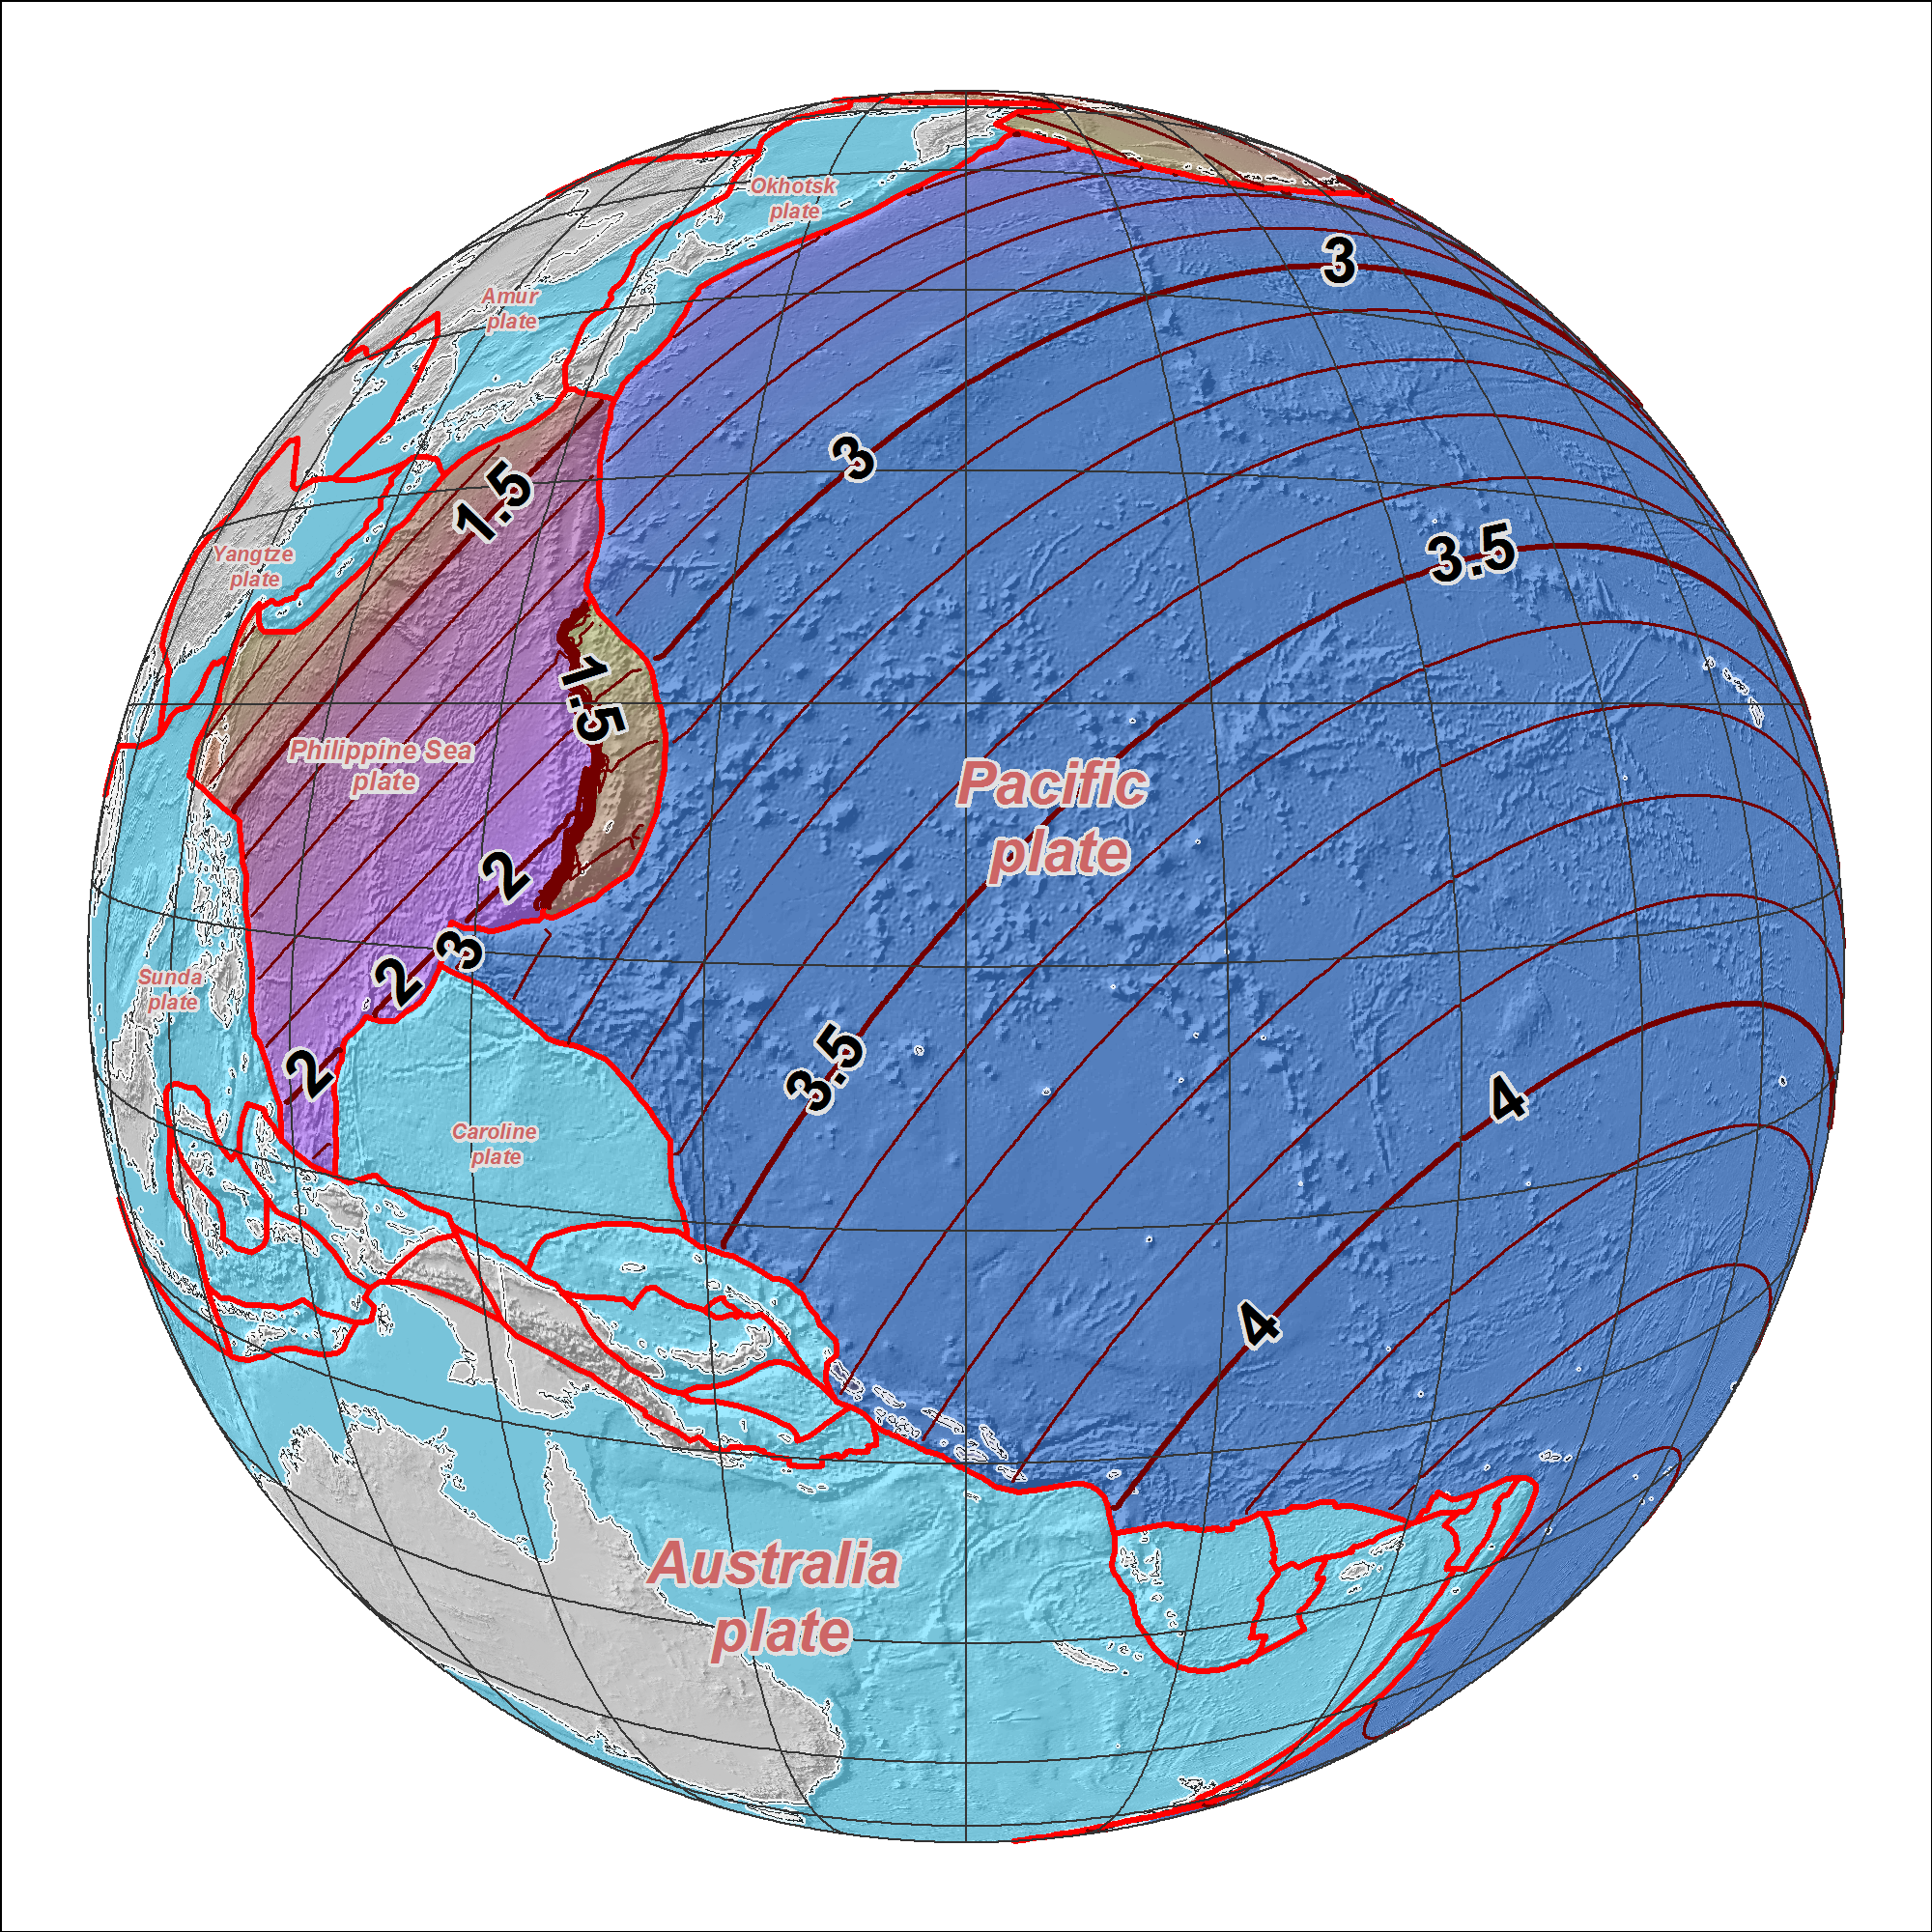 Okhotsk
plate
3
Amur
plate
3
1.5
3.5
Yangtze
plate
1.5
Philippine Sea
plate
Pacific
plate
2
3
2
Sunda
plate
2
3.5
4
Caroline
plate
4
Australia
plate